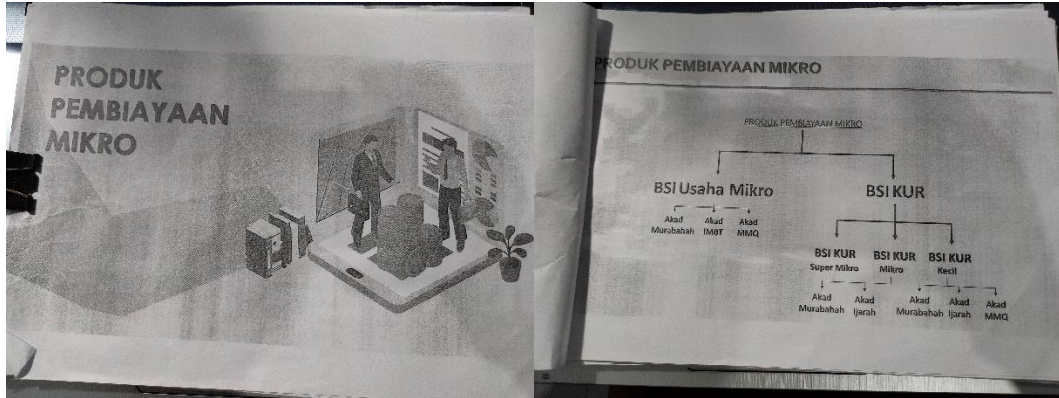 PRODUK
PEMBIAYAAN
MIKRO
PRODUK PEMBIAYAAN MIKRO
PRODUK PEMBIAYAAN MIKRO
BSI Usaha Mikro
BSI KUR
Akad
Murabahah
Akad
IMBT
Akad
MMQ
BSI KUR
Super Mikro
BSI KUR
Mikro
BSI KUR
Kecil
Akad
Murabahah
Akad
Ijarah
Akad
Murabahah
Akad
Ijarah
Akad
MMQ